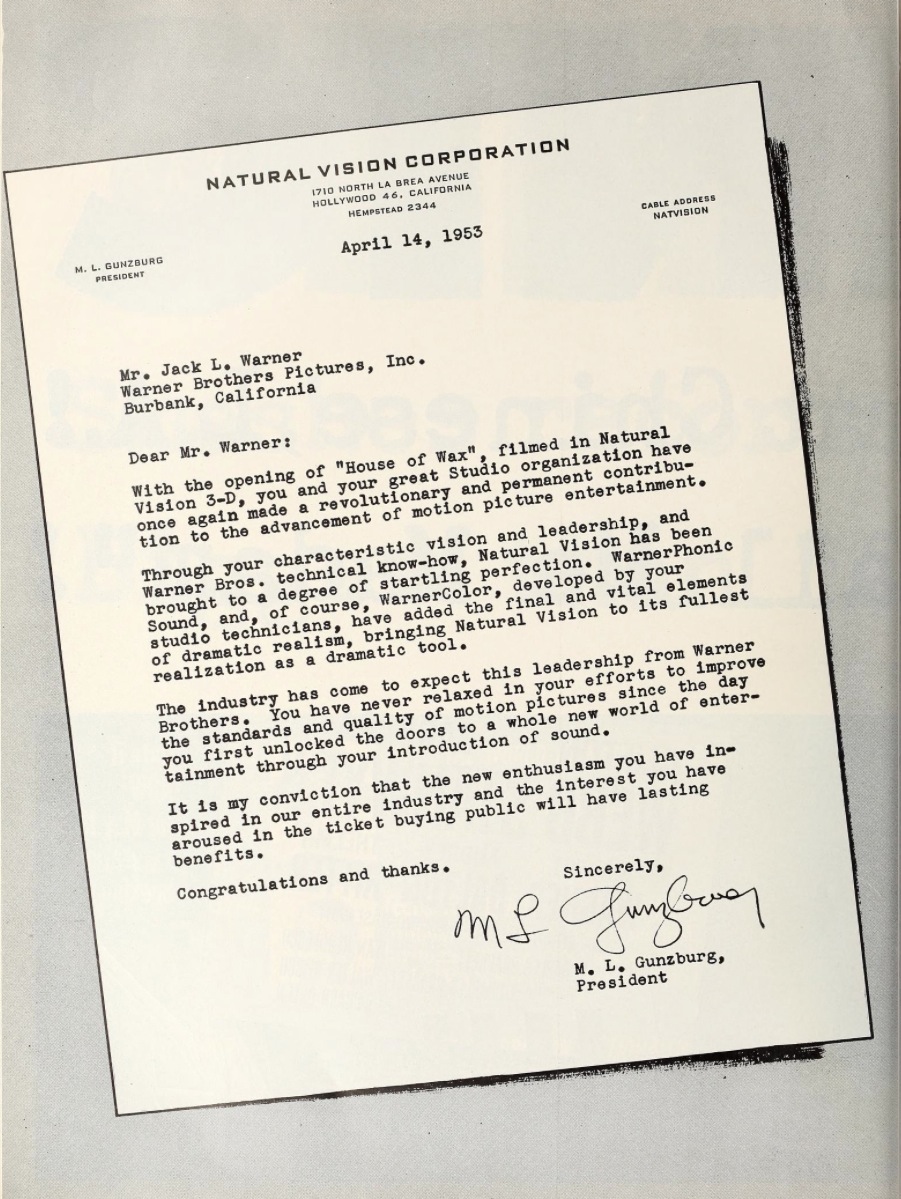 NATURAL VISION CORPORATION
1710 NORTH LA BREA AVENUE
HOLLYWOOD 46, CALIFORNIA
HEMPSTEAD 2344
CABLE ADDRESS
NATVISION
April 14, 1953
M. L. GUNZBURG
PRESIDENT
Mr. Jack L. Warner
Warner Brothers Pictures, Inc.
Burbank, California
Dear Mr. Warner:
With the opening of "House of Wax", filmed in Natural
Vision 3-D, you and your great Studio organization have
once again made a revolutionary and permanent contribu-
tion to the advancement of motion picture entertainment.
Through your characteristic vision and leadership, and
Warner Bros. technical know-how, Natural Vision has been
brought to a degree of startling perfection. WarnerPhonic
Sound, and, of course, WarnerColor, developed by your
studio technicians, have added the final and vital elements
of dramatic realism, bringing Natural Vision to its fullest
realization as a dramatic tool.
The industry has come to expect this leadership from Warner
Brothers. You have never relaxed in your efforts to improve
the standards and quality of motion pictures since the day
you first unlocked the doors to a whole new world of enter-
tainment through your introduction of sound.
It is my conviction that the new enthusiasm you have in-
spired in our entire industry and the interest you have
aroused in the ticket buying public will have lasting
benefits.
Congratulations and thanks.
Sincerely,
M L Gunzburg
M. L. Gunzburg,
President